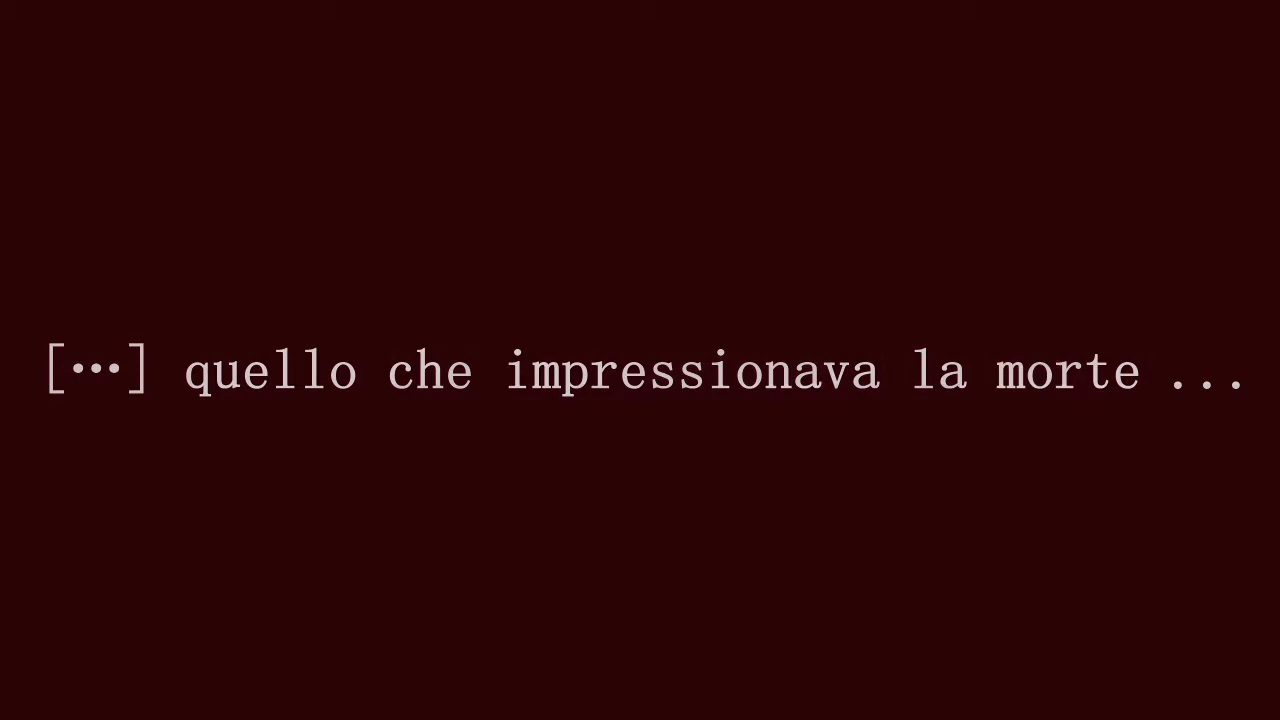 […] quello che impressionava la morte ...